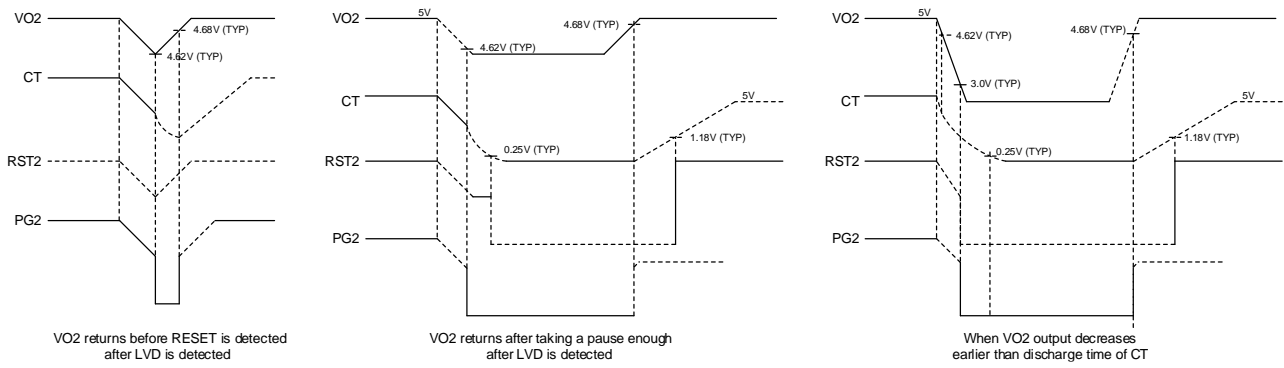 VO2
4.68V (TYP)
4.62V (TYP)
CT
RST2
PG2
VO2 returns before RESET is detected
after LVD is detected
VO2
5V
4.68V (TYP)
4.62V (TYP)
CT
5V
1.18V (TYP)
0.25V (TYP)
RST2
PG2
VO2 returns after taking a pause enough
after LVD is detected
VO2
5V
4.62V (TYP)
4.68V (TYP)
3.0V (TYP)
CT
5V
1.18V (TYP)
0.25V (TYP)
RST2
PG2
When VO2 output decreases
earlier than discharge time of CT